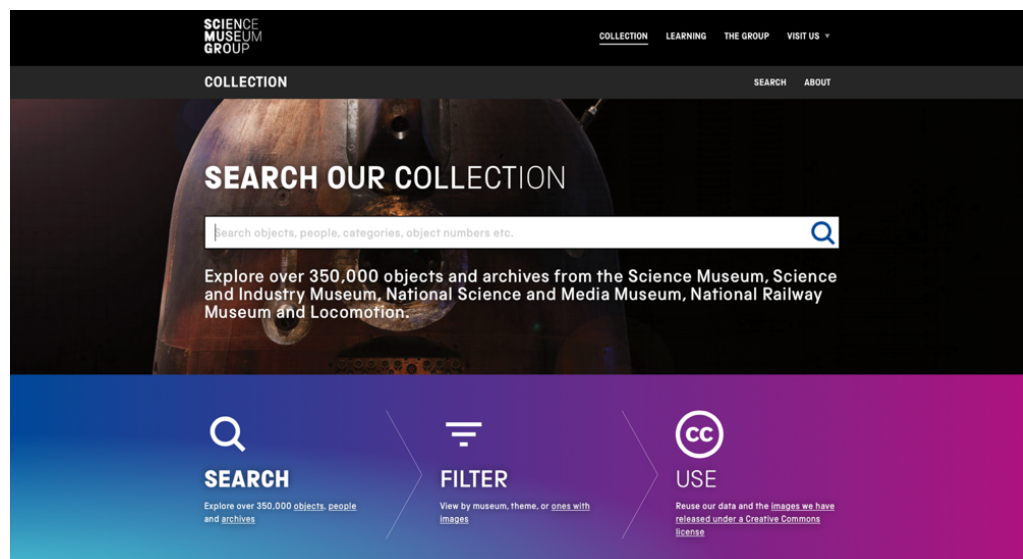 SCIENCE
MUSEUM
GROUP
COLLECTION
LEARNING
THE GROUP
VISIT US
COLLECTION
SEARCH
ABOUT
SEARCH OUR COLLECTION
Search objects, people, categories, object numbers etc.
Explore over 350,000 objects and archives from the Science Museum, Science
and Industry Museum, National Science and Media Museum, National Railway
Museum and Locomotion.
SEARCH
Explore over 350,000 objects, people
and archives
FILTER
View by museum, theme, or ones with
images
CC
USE
Reuse our data and the images we have
released under a Creative Commons
license